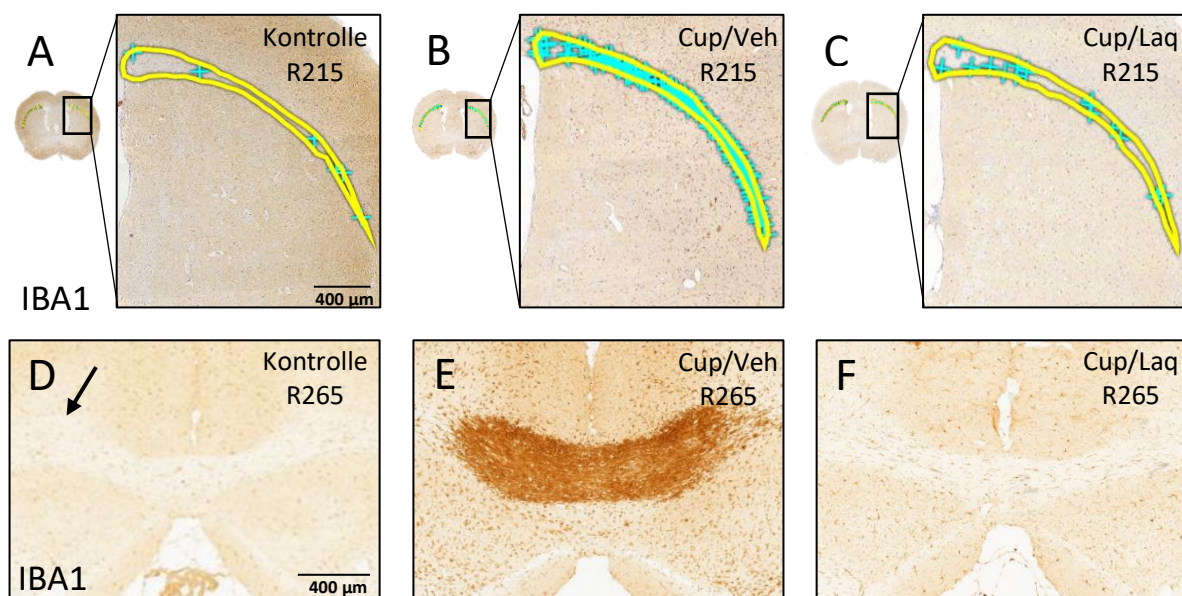 A
Kontrolle
R215
400 µm
IBA1
B
Cup/Veh
R215
C
Cup/Laq
R215
D
Kontrolle
R265
400 µm
IBA1
E
Cup/Veh
R265
F
Cup/Laq
R265